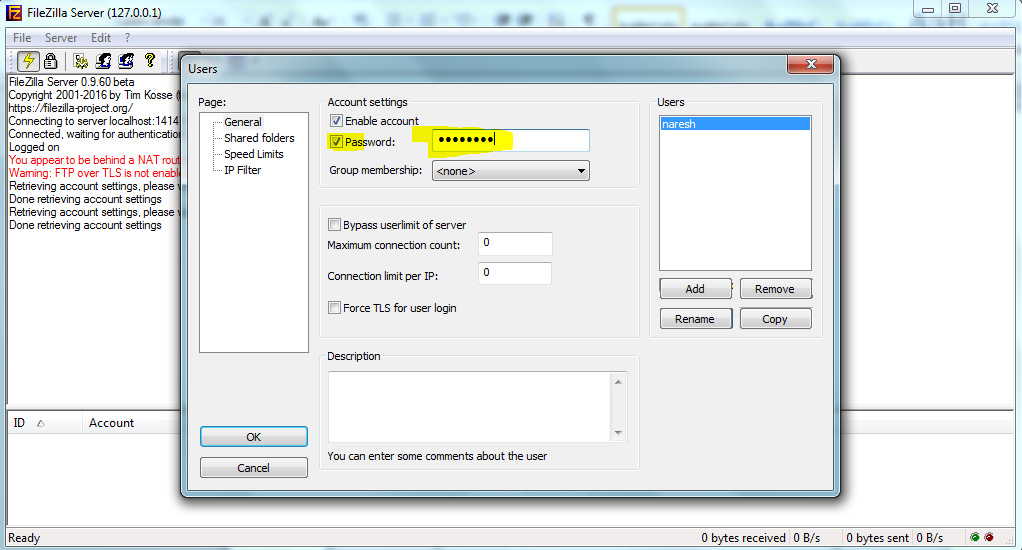 FileZilla Server (127.0.0.1)
File Server Edit ?
FileZilla Server 0.9.60 beta
Copyright 2001-2016 by Tim Kosse
https://filezilla-project.org/
Connecting to server localhost:1414
Connected, waiting for authentication
Logged on
You appear to be behind a NAT rout
Warning: FTP over TLS is not enable
Retrieving account settings, please
Done retrieving account settings
Retrieving account settings, please
Done retrieving account settings
Users
Page:
General
Shared folders
Speed Limits
IP Filter
OK
Cancel
Account settings
Enable account
Password: ●●●●●●●●
Group membership: <none>
Bypass userlimit of server
Maximum connection count: 0
Connection limit per IP: 0
Force TLS for user login
Description
You can enter some comments about the user
Users
naresh
Add Remove
Rename Copy
ID Account
Ready 0 bytes received 0 B/s 0 bytes sent 0 B/s